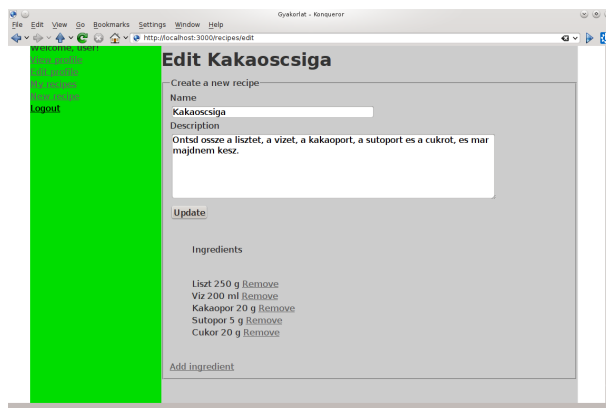 Gyakorlat - Konqueror
File Edit View Go Bookmarks Settings Window Help
http://localhost:3000/recipes/edit
Welcome, user!
View profile
Edit profile
My recipes
New recipe
Logout
Edit Kakaoscsiga
Create a new recipe
Name
Kakaoscsiga
Description
Ontsd ossze a lisztet, a vizet, a kakaoport, a sutoport es a cukrot, es mar
majdnem kesz.
Update
Ingredients
Liszt 250 g Remove
Viz 200 ml Remove
Kakaopor 20 g Remove
Sutopor 5 g Remove
Cukor 20 g Remove
Add ingredient